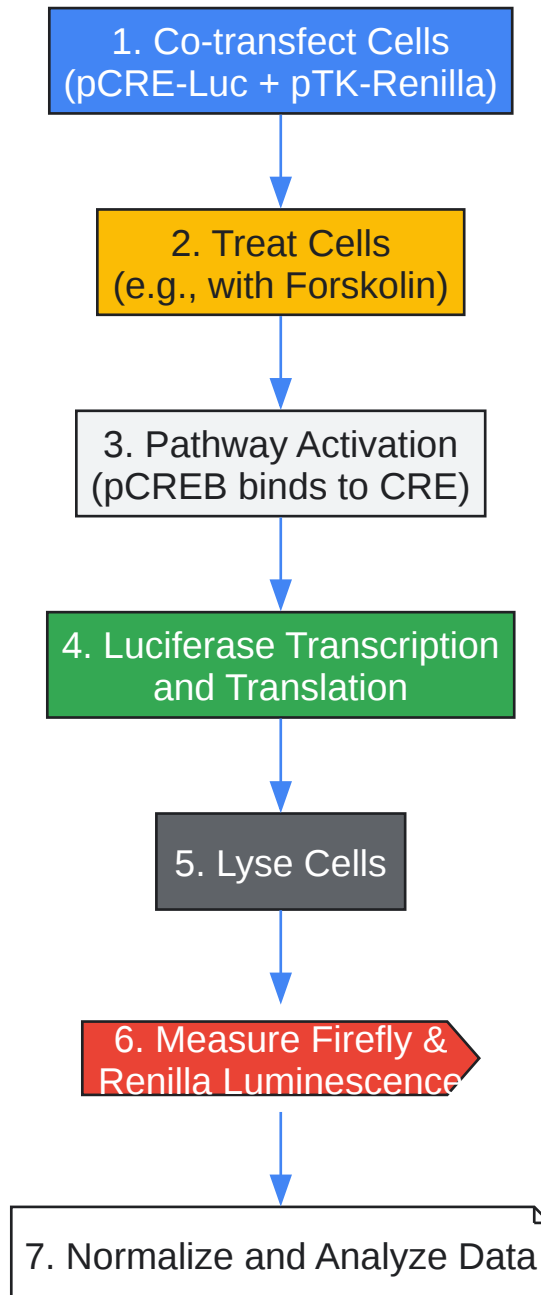 1. Co-transfect Cells
(pCRE-Luc + pTK-Renilla)
2. Treat Cells
(e.g., with Forskolin)
3. Pathway Activation
(pCREB binds to CRE)
4. Luciferase Transcription
and Translation
5. Lyse Cells
6. Measure Firefly &
Renilla Luminescence
7. Normalize and Analyze Data